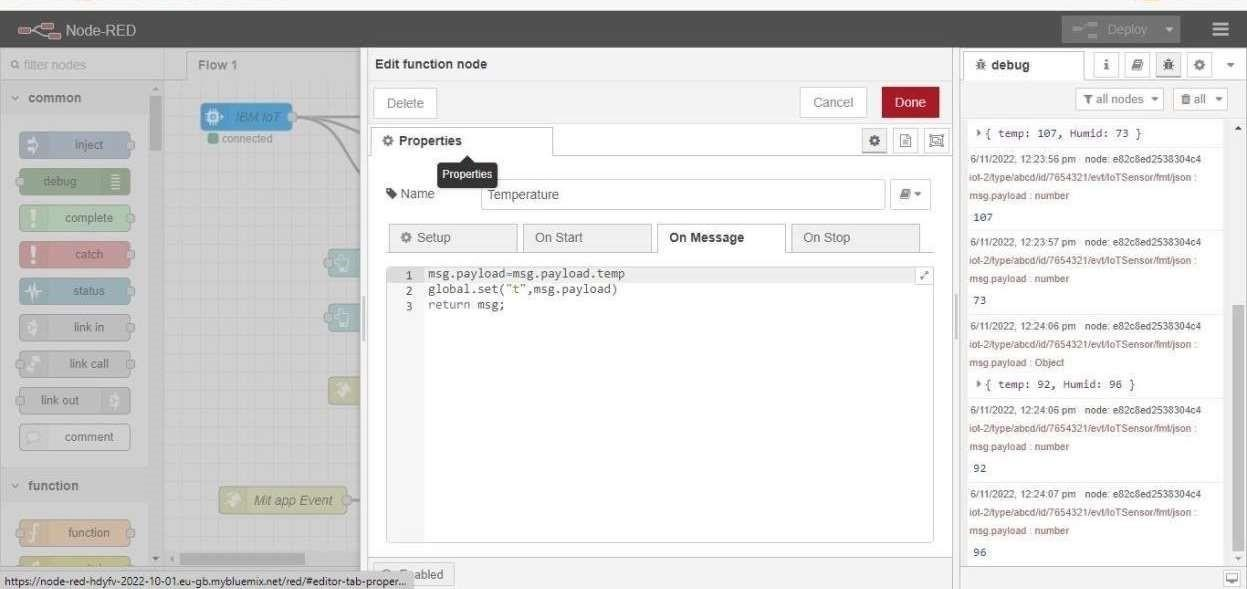 Node-RED
Deploy
filter nodes
common
inject
debug
complete
catch
status
link in
link call
link out
comment
function
function
Flow 1
IBM IoT
connected
Mit app Event
Edit function node
Delete
Cancel
Done
Properties
Properties
Name
Temperature
Setup
On Start
On Message
On Stop
1 msg.payload=msg.payload.temp
2 global.set("t",msg.payload)
3 return msg;
Enabled
debug
i
all nodes
all
{ temp: 107, Humid: 73 }
6/11/2022, 12:23:56 pm node: e82c8ed2538304c4
iot-2/type/abcd/id/7654321/evt/IoTSensor/fmt/json :
msg.payload : number
107
6/11/2022, 12:23:57 pm node: e82c8ed2538304c4
iot-2/type/abcd/id/7654321/evt/IoTSensor/fmt/json :
msg.payload : number
73
6/11/2022, 12:24:06 pm node: e82c8ed2538304c4
iot-2/type/abcd/id/7654321/evt/IoTSensor/fmt/json :
msg.payload : Object
{ temp: 92, Humid: 96 }
6/11/2022, 12:24:06 pm node: e82c8ed2538304c4
iot-2/type/abcd/id/7654321/evt/IoTSensor/fmt/json :
msg.payload : number
92
6/11/2022, 12:24:07 pm node: e82c8ed2538304c4
iot-2/type/abcd/id/7654321/evt/IoTSensor/fmt/json :
msg.payload : number
96
https://node-red-hdyfv-2022-10-01.eu-gb.mybluemix.net/red/#editor-tab-proper...